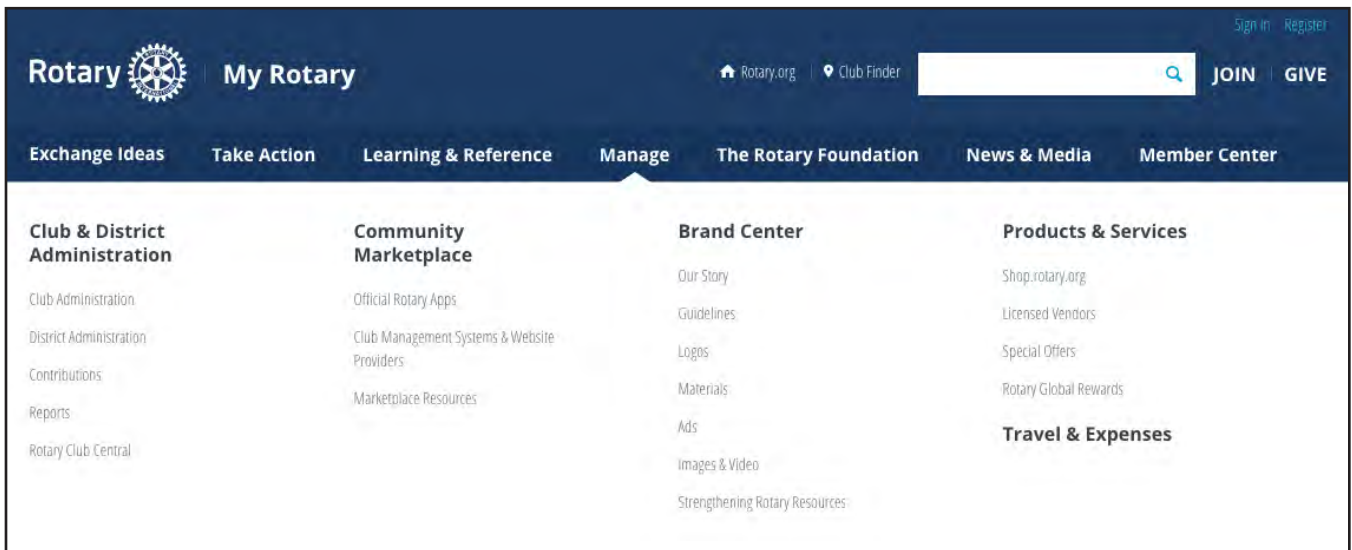 Sign in Register
Rotary My Rotary Rotary.org Club Finder JOIN GIVE
Exchange Ideas Take Action Learning & Reference Manage The Rotary Foundation News & Media Member Center
Club & District
Administration
Club Administration
District Administration
Contributions
Reports
Rotary Club Central
Community
Marketplace
Official Rotary Apps
Club Management Systems & Website
Providers
Marketplace Resources
Brand Center
Our Story
Guidelines
Logos
Materials
Ads
Images & Video
Strengthening Rotary Resources
Products & Services
Shop.rotary.org
Licensed Vendors
Special Offers
Rotary Global Rewards
Travel & Expenses